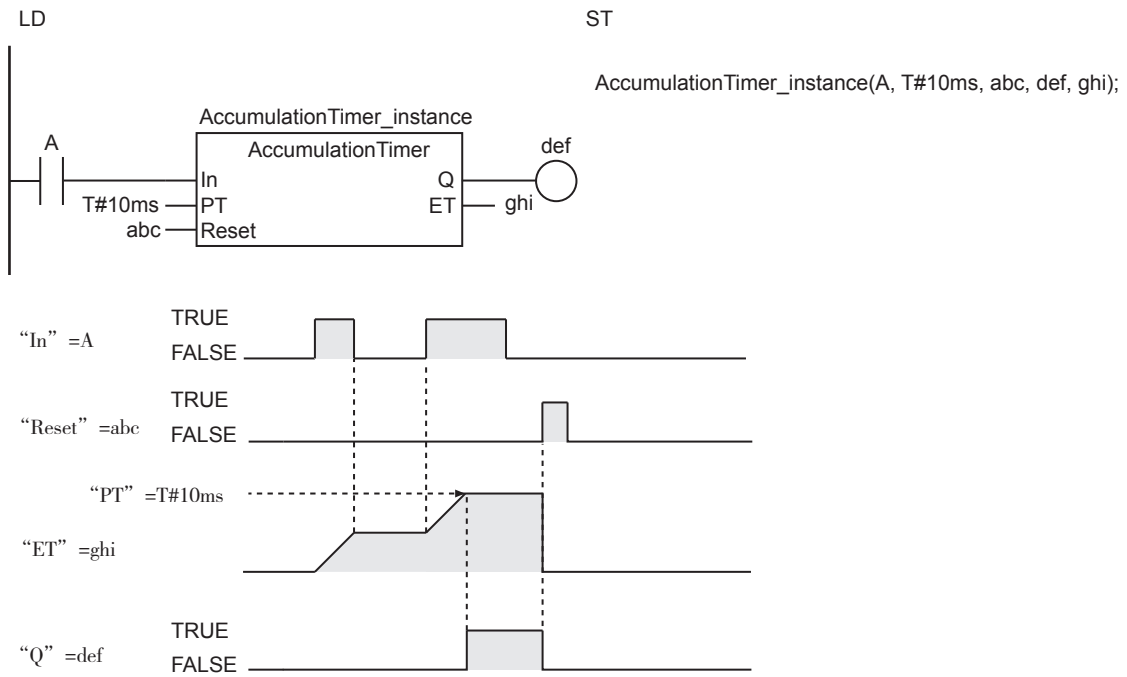 LD
ST
AccumulationTimer_instance(A, T#10ms, abc, def, ghi);
AccumulationTimer_instance
A
AccumulationTimer
def
In
Q
T#10ms
PT
ET
ghi
abc
Reset
“In” =A
TRUE
FALSE
“Reset” =abc
TRUE
FALSE
“PT” =T#10ms
“ET” =ghi
“Q” =def
TRUE
FALSE